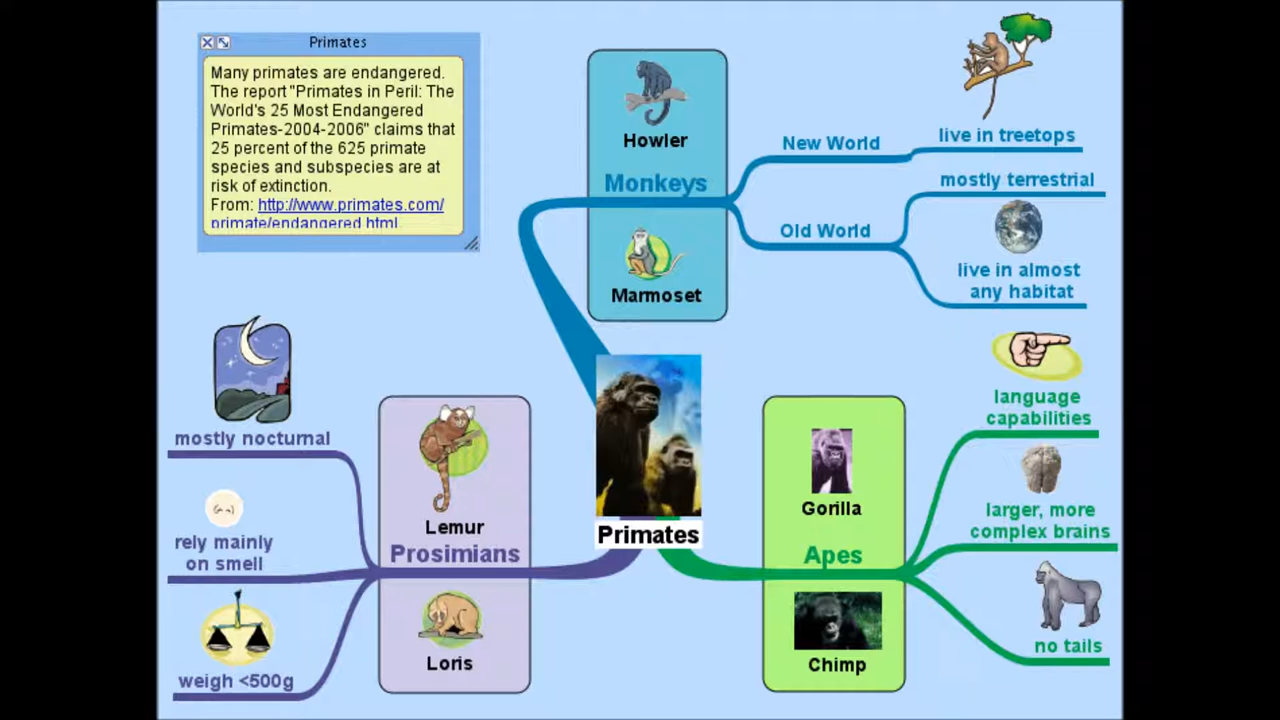 Primates
Many primates are endangered.
The report "Primates in Peril: The
World's 25 Most Endangered
Primates-2004-2006" claims that
25 percent of the 625 primate
species and subspecies are at
risk of extinction.
From: http://www.primates.com/
primate/endangered.html.
Howler
Monkeys
Marmoset
New World
live in treetops
Old World
mostly terrestrial
live in almost
any habitat
mostly nocturnal
rely mainly
on smell
weigh <500g
Lemur
Prosimians
Loris
Primates
Gorilla
Apes
Chimp
language
capabilities
larger, more
complex brains
no tails